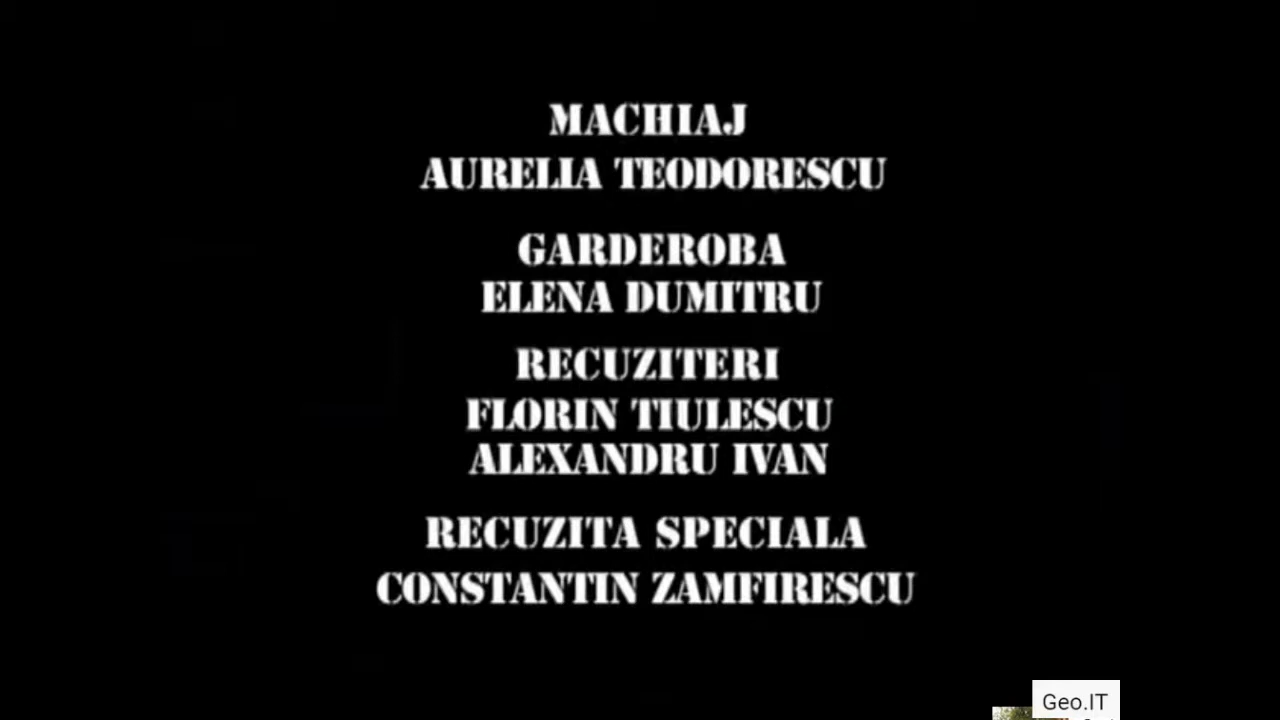 MACHIAJ
AURELIA TEODORESCU
GARDEROBA
ELENA DUMITRU
RECUZITERI
FLORIN TIULESCU
ALEXANDRU IVAN
RECUZITA SPECIALA
CONSTANTIN ZAMFIRESCU
Geo.IT